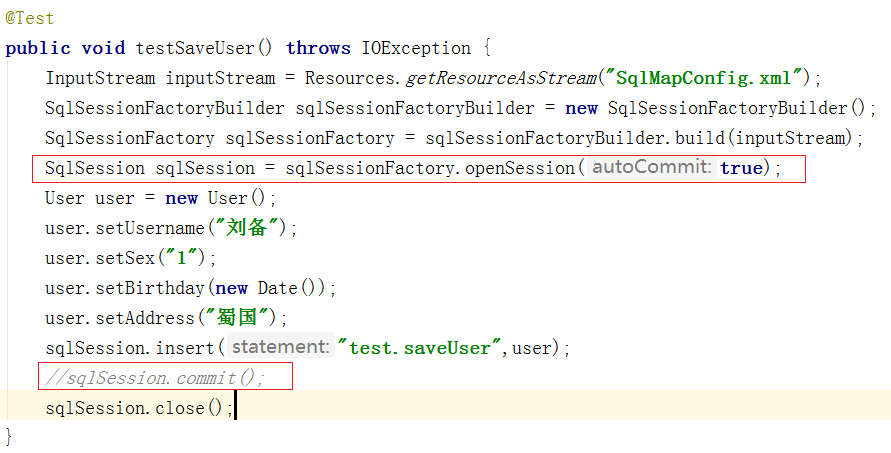 @Test
public void testSaveUser() throws IOException {
InputStream inputStream = Resources.getResourceAsStream("SqlMapConfig.xml");
SqlSessionFactoryBuilder sqlSessionFactoryBuilder = new SqlSessionFactoryBuilder();
SqlSessionFactory sqlSessionFactory = sqlSessionFactoryBuilder.build(inputStream);
SqlSession sqlSession = sqlSessionFactory.openSession( autoCommit: true);
User user = new User();
user.setUsername("刘备");
user.setSex("1");
user.setBirthday(new Date());
user.setAddress("蜀国");
sqlSession.insert( statement: "test.saveUser",user);
//sqlSession.commit();
sqlSession.close();
}